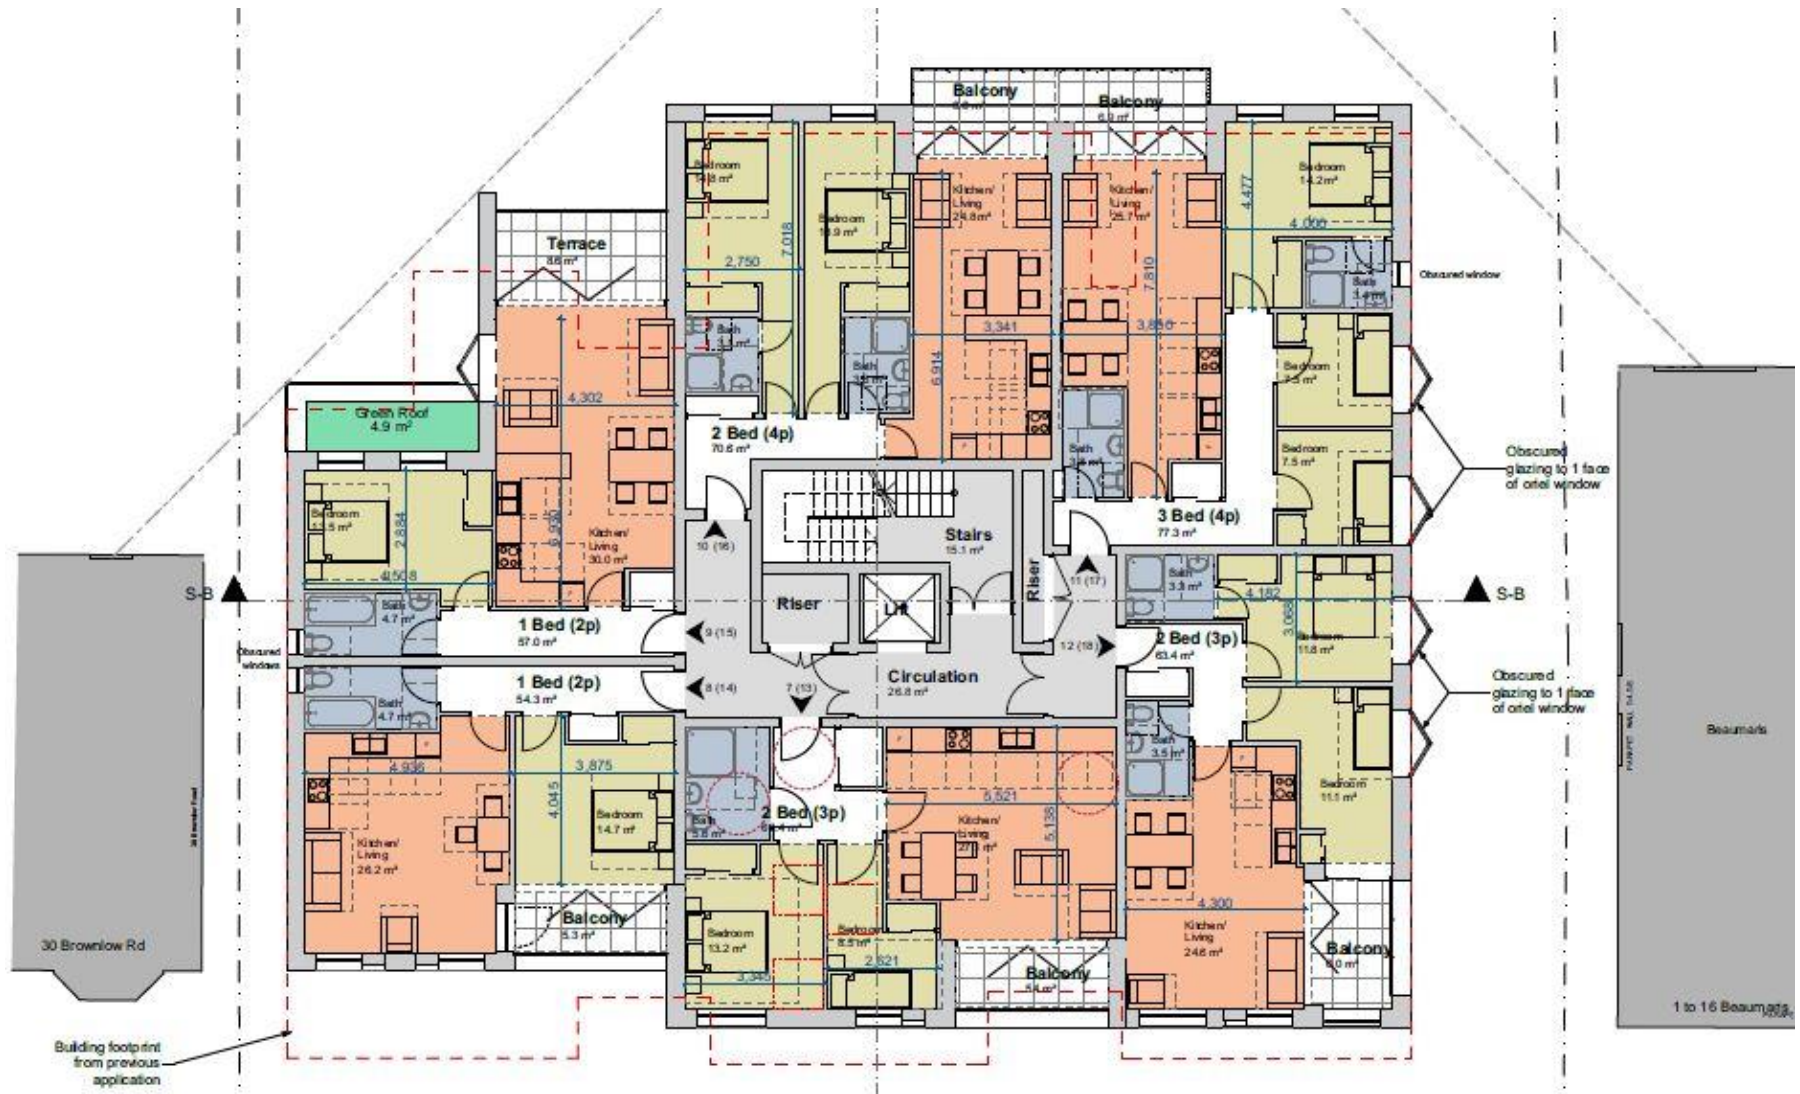 Balcony
Balcony
6.9 m²
Bedroom
14.8 m²
Bedroom
Kitchen/
Living
24.8 m²
Kitchen/
Living
25.7 m²
Bedroom
14.2 m²
4,477
4,000
Terrace
8.6 m²
7,018
2,750
7,810
Obscured window
Bath
Bath
3,341
3,850
6,914
Bath
Bedroom
7.5 m²
4,302
Green Roof
4.9 m²
2 Bed (4p)
70.6 m²
Bath
Bedroom
7.5 m²
Obscured
glazing to 1 face
of oriel window
Bedroom
2,884
4,508
Kitchen/
Living
30.0 m²
10 (16)
Stairs
15.1 m²
3 Bed (4p)
77.3 m²
11 (17)
S-B
Bath
4.7 m²
Riser
Lift
Riser
Bath
3.3 m²
4,182
3,068
S-B
1 Bed (2p)
57.0 m²
9 (15)
12 (18)
2 Bed (3p)
63.4 m²
Bedroom
11.8 m²
Obscured
windows
1 Bed (2p)
54.3 m²
8 (14)
7 (13)
Circulation
26.8 m²
Obscured
glazing to 1 face
of oriel window
Bath
4.7 m²
Bath
3.5 m²
Beaumaris
4,936
3,875
4,045
Bedroom
14.7 m²
Kitchen/
Living
26.2 m²
Bath
5.6 m²
2 Bed (3p)
5,521
5,138
Kitchen/
Living
Bedroom
11.1 m²
Balcony
5.3 m²
Bedroom
13.2 m²
3,345
Bedroom
8.5 m²
2,621
Balcony
4,300
Kitchen/
Living
24.6 m²
Balcony
30 Brownlow Rd
1 to 16 Beaumaris
Building footprint
from previous
application